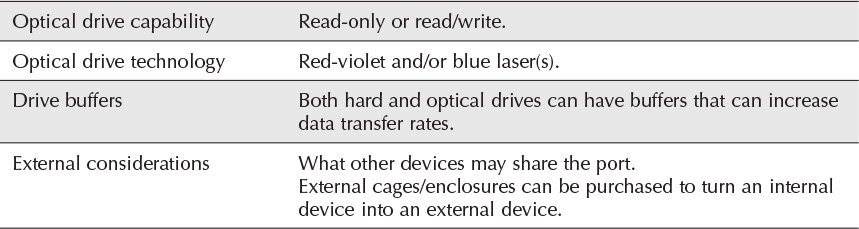 Optical drive capability Read-only or read/write.
Optical drive technology Red-violet and/or blue laser(s).
Drive buffers Both hard and optical drives can have buffers that can increase
data transfer rates.
External considerations What other devices may share the port.
External cages/enclosures can be purchased to turn an internal
device into an external device.